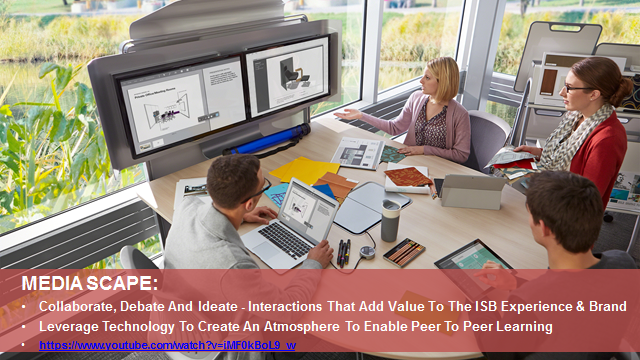 MEDIA SCAPE:
• Collaborate, Debate And Ideate - Interactions That Add Value To The ISB Experience & Brand
• Leverage Technology To Create An Atmosphere To Enable Peer To Peer Learning
• https://www.youtube.com/watch?v=iMF0kBoL9_w